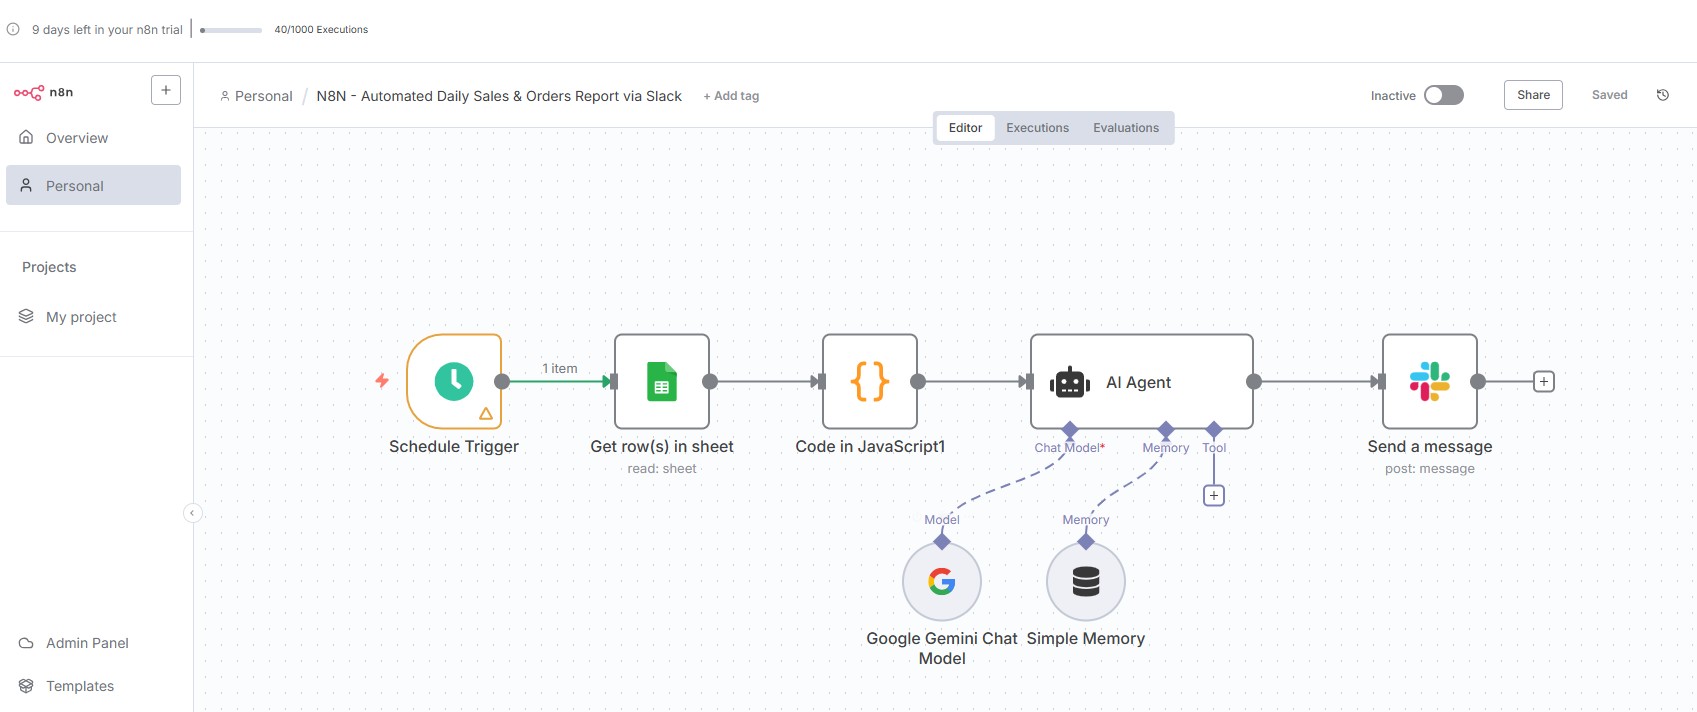 9 days left in your n8n trial
40/1000 Executions
n8n
Personal / N8N - Automated Daily Sales & Orders Report via Slack + Add tag
Inactive
Share
Saved
Editor
Executions
Evaluations
Overview
Personal
Projects
My project
Admin Panel
Templates
1 item
AI Agent
Schedule Trigger
Get row(s) in sheet
read: sheet
Code in JavaScript1
Chat Model*
Memory
Tool
Send a message
post: message
Model
Memory
Google Gemini Chat
Model
Simple Memory